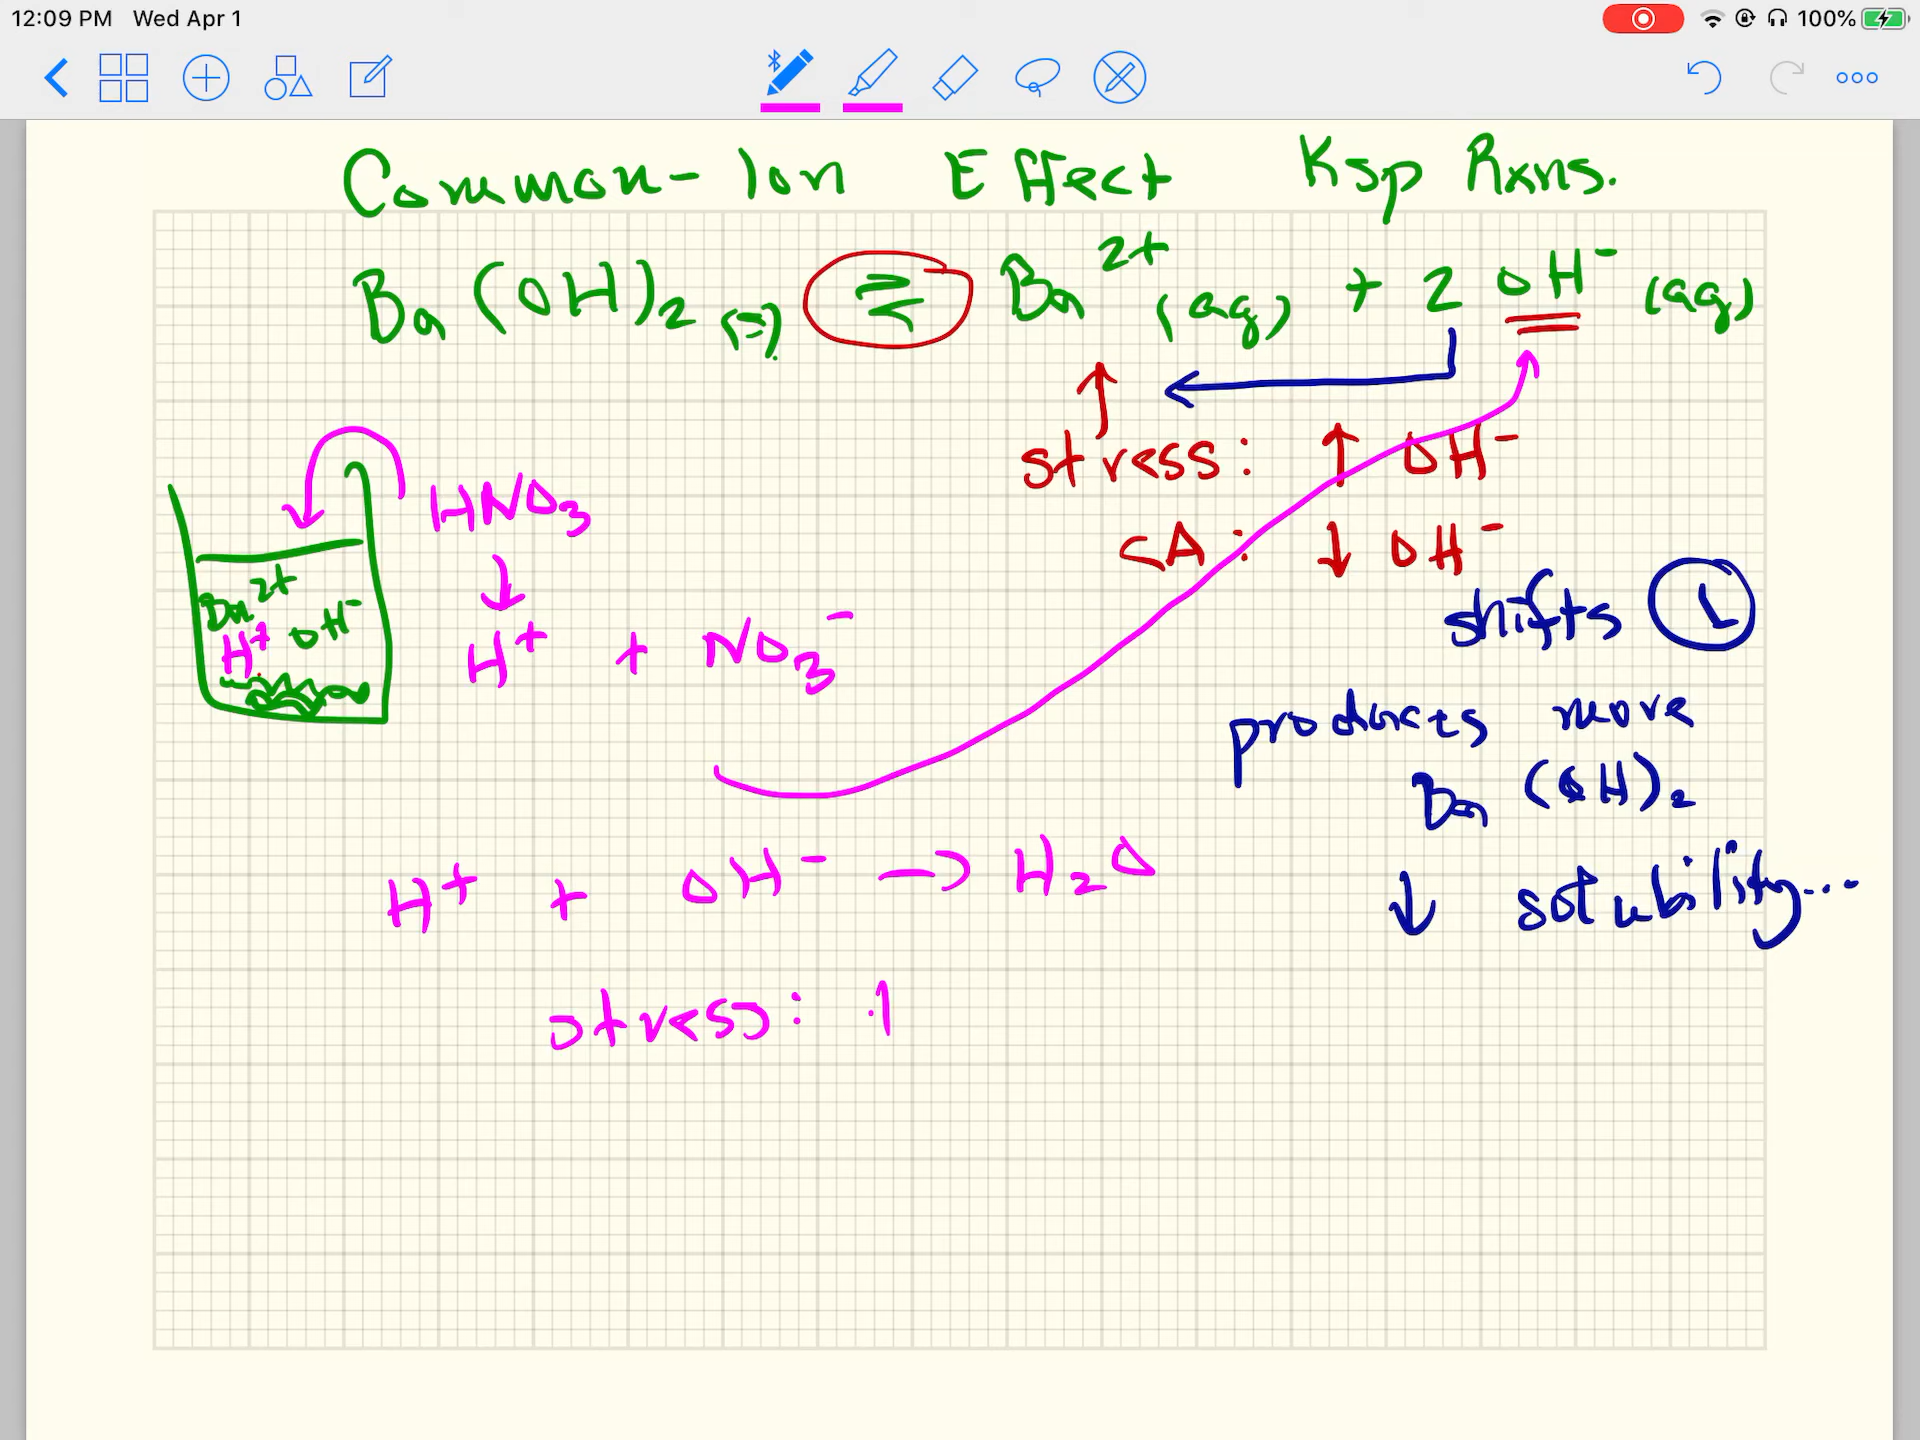 12:09 PM Wed Apr 1 100%
Common-Ion Effect Ksp Rxns.
Ba(OH)2 (s) ⇌ Ba2+ (aq) + 2 OH- (aq)
stress: ↑ OH-
CA: ↓ OH-
shifts L
products more
Ba(OH)2
↓ solubility...
HNO3
↓
H+ + NO3-
Ba2+
H+ OH-
H+ + OH- → H2O
stress: